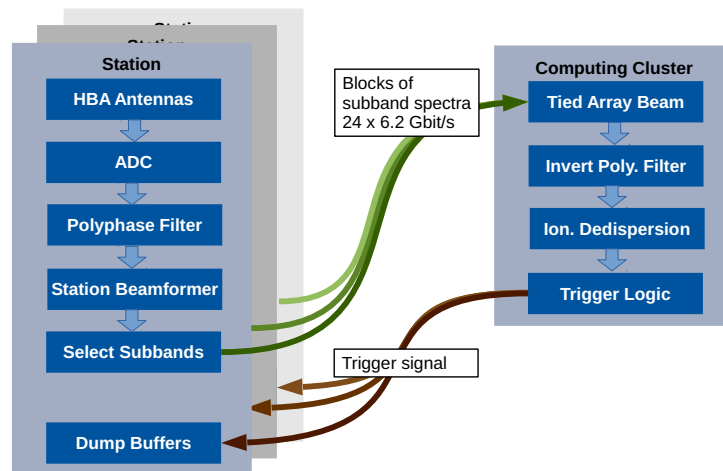 Station
Station
Station
HBA Antennas
ADC
Polyphase Filter
Station Beamformer
Select Subbands
Dump Buffers
Blocks of
subband spectra
24 x 6.2 Gbit/s
Trigger signal
Computing Cluster
Tied Array Beam
Invert Poly. Filter
Ion. Dedispersion
Trigger Logic